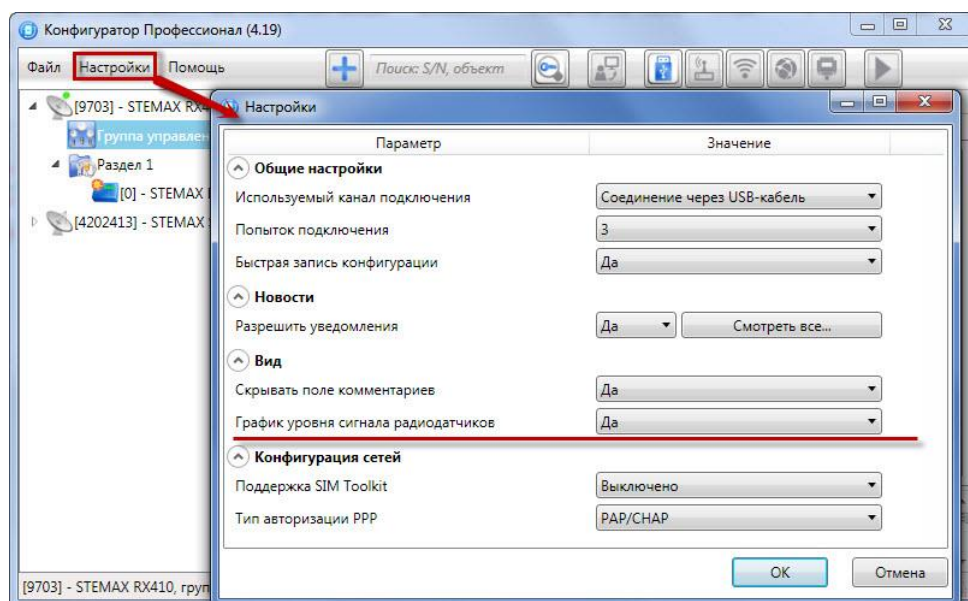 Конфигуратор Профессионал (4.19)
Файл Настройки Помощь
Поиск: S/N, объект
[9703] - STEMAX RX4
Группа управлен
Раздел 1
[0] - STEMAX
[4202413] - STEMAX
Настройки
Параметр Значение
Общие настройки
Используемый канал подключения Соединение через USB-кабель
Попыток подключения 3
Быстрая запись конфигурации Да
Новости
Разрешить уведомления Да Смотреть все...
Вид
Скрывать поле комментариев Да
График уровня сигнала радиодатчиков Да
Конфигурация сетей
Поддержка SIM Toolkit Выключено
Тип авторизации PPP PAP/CHAP
OK Отмена
[9703] - STEMAX RX410, груп